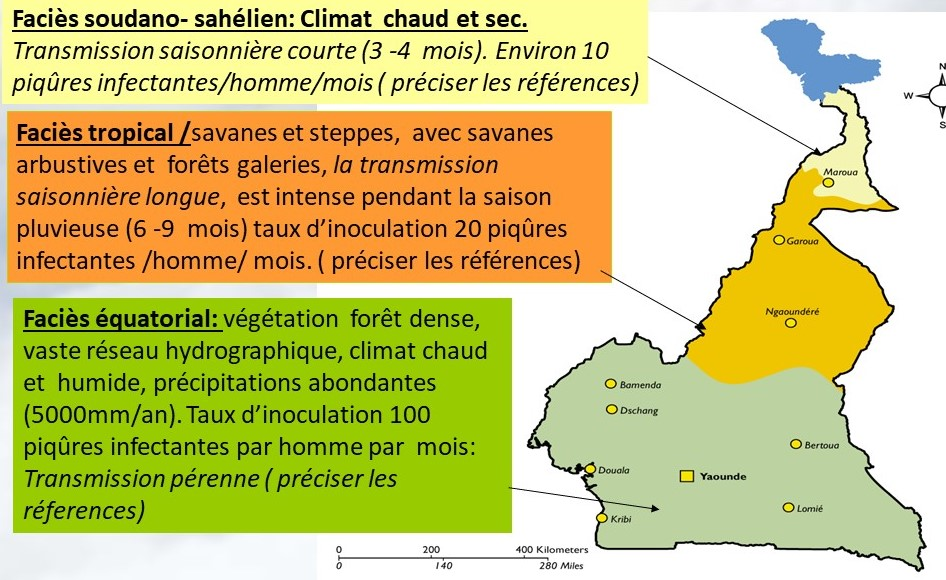 Faciès soudano- sahélien: Climat chaud et sec.
Transmission saisonnière courte (3 -4 mois). Environ 10
piqûres infectantes/homme/mois ( préciser les références)
Faciès tropical /savanes et steppes, avec savanes
arbustives et forêts galeries, la transmission
saisonnière longue, est intense pendant la saison
pluvieuse (6 -9 mois) taux d’inoculation 20 piqûres
infectantes /homme/ mois. ( préciser les références)
Faciès équatorial: végétation forêt dense,
vaste réseau hydrographique, climat chaud
et humide, précipitations abondantes
(5000mm/an). Taux d’inoculation 100
piqûres infectantes par homme par mois:
Transmission pérenne ( préciser les
réferences)
N
W
S
Maroua
Garoua
Ngaoundéré
Bamenda
Dschang
Bertoua
Douala
Yaounde
Lomié
Kribi
0 200 400 Kilometers
0 140 280 Miles